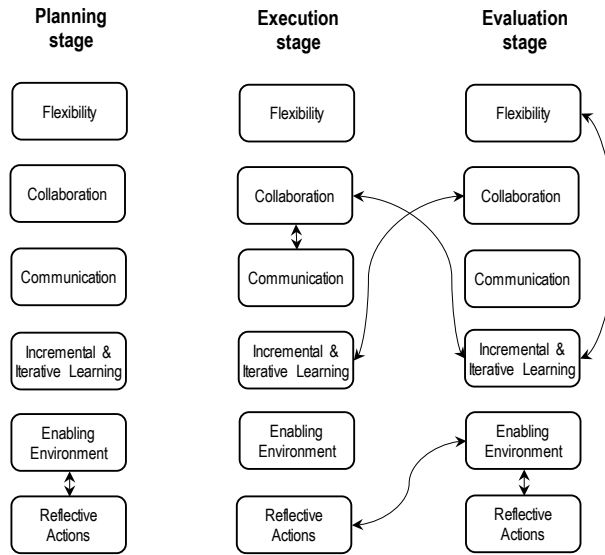 Planning stage
Execution stage
Evaluation stage
Flexibility
Flexibility
Flexibility
Collaboration
Collaboration
Collaboration
Communication
Communication
Communication
Incremental &
Iterative Learning
Incremental &
Iterative Learning
Incremental &
Iterative Learning
Enabling
Environment
Enabling
Environment
Enabling
Environment
Reflective
Actions
Reflective
Actions
Reflective
Actions